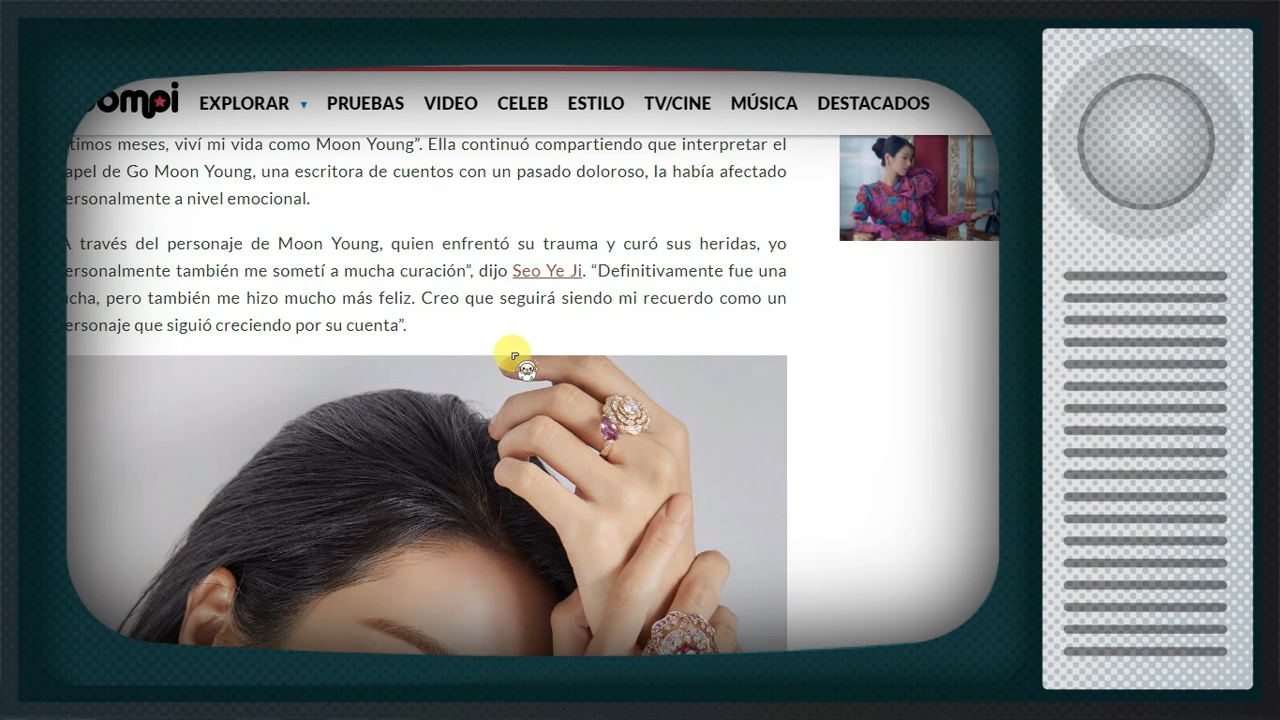 ompi EXPLORAR ▼ PRUEBAS VIDEO CELEB ESTILO TV/CINE MÚSICA DESTACADOS
timos meses, viví mi vida como Moon Young”. Ella continuó compartiendo que interpretar el
apel de Go Moon Young, una escritora de cuentos con un pasado doloroso, la había afectado
ersonalmente a nivel emocional.
A través del personaje de Moon Young, quien enfrentó su trauma y curó sus heridas, yo
ersonalmente también me sometí a mucha curación”, dijo Seo Ye Ji. “Definitivamente fue una
ucha, pero también me hizo mucho más feliz. Creo que seguirá siendo mi recuerdo como un
ersonaje que siguió creciendo por su cuenta”.